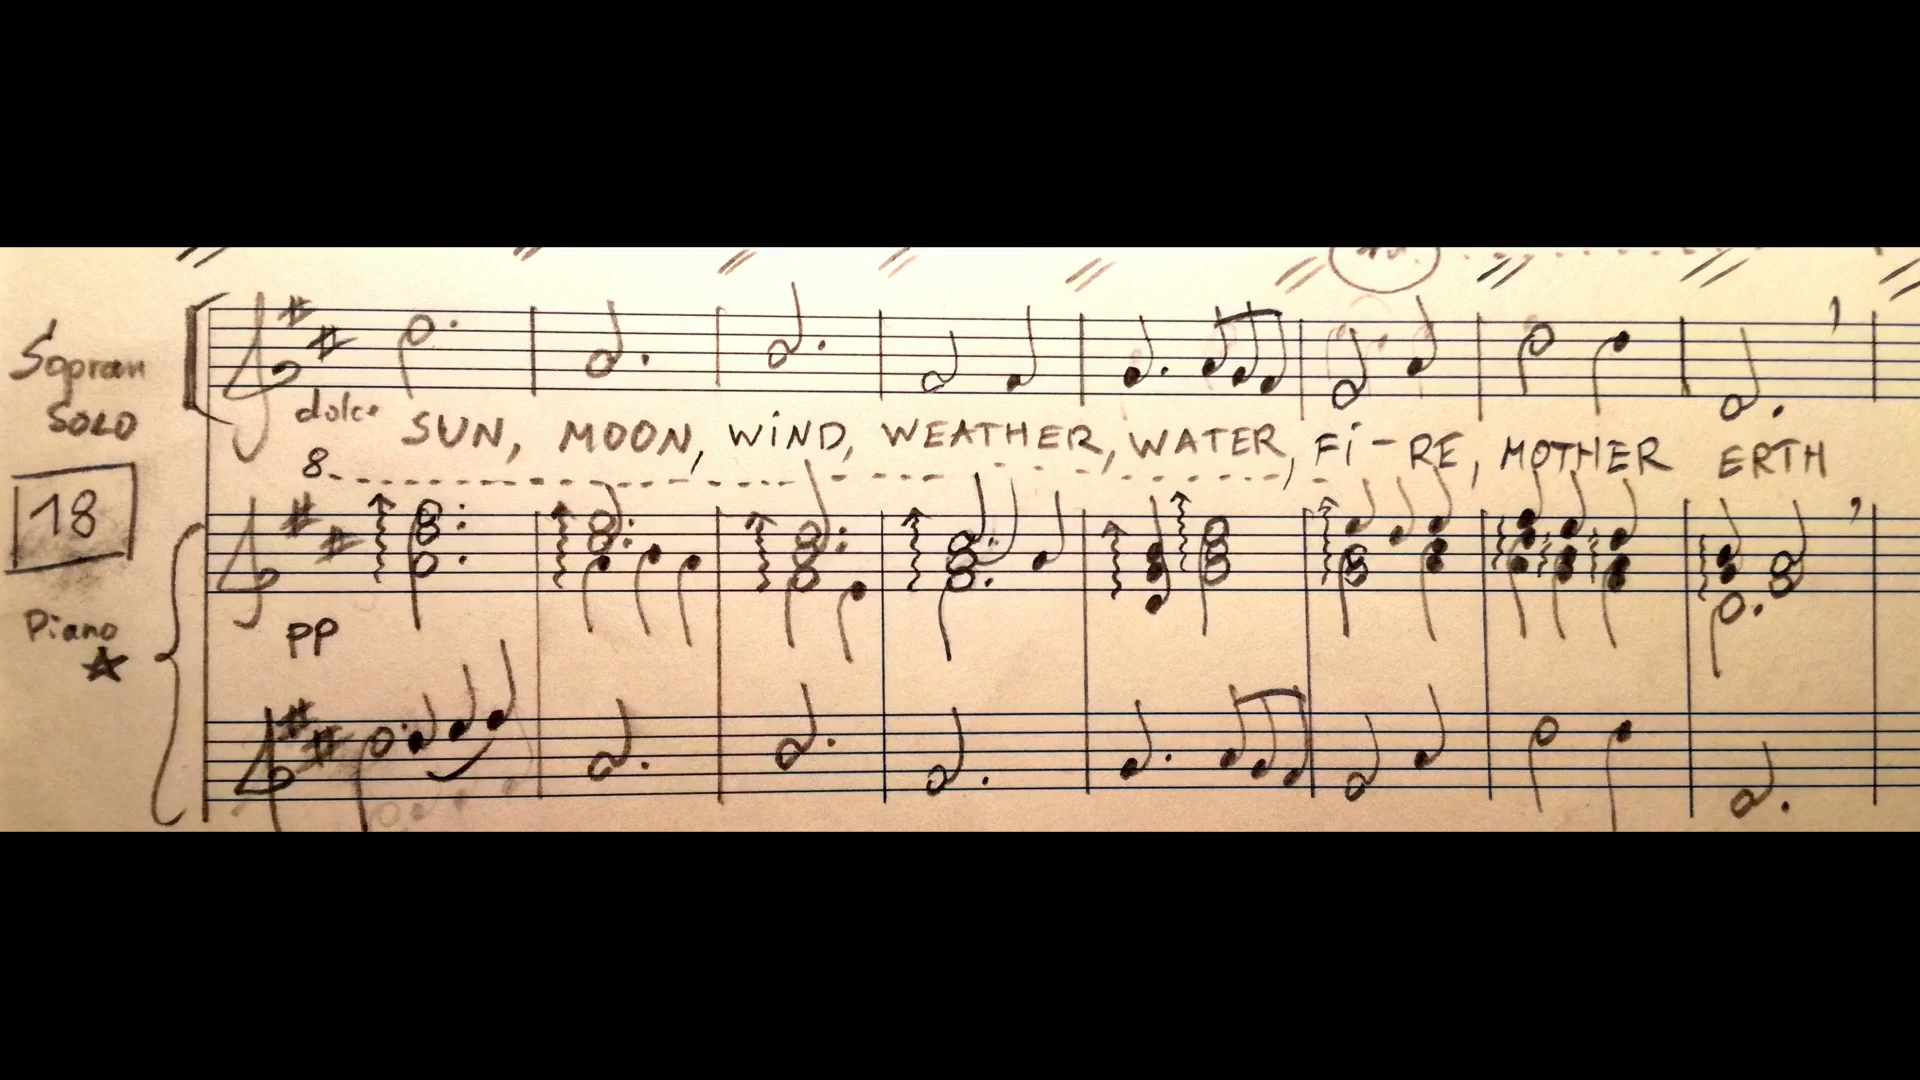 Sopran
SOLO
dolce
SUN, MOON, WiND, WEATHER, WATER, Fi-RE, MOTHER ERTH
8
18
Piano
pp